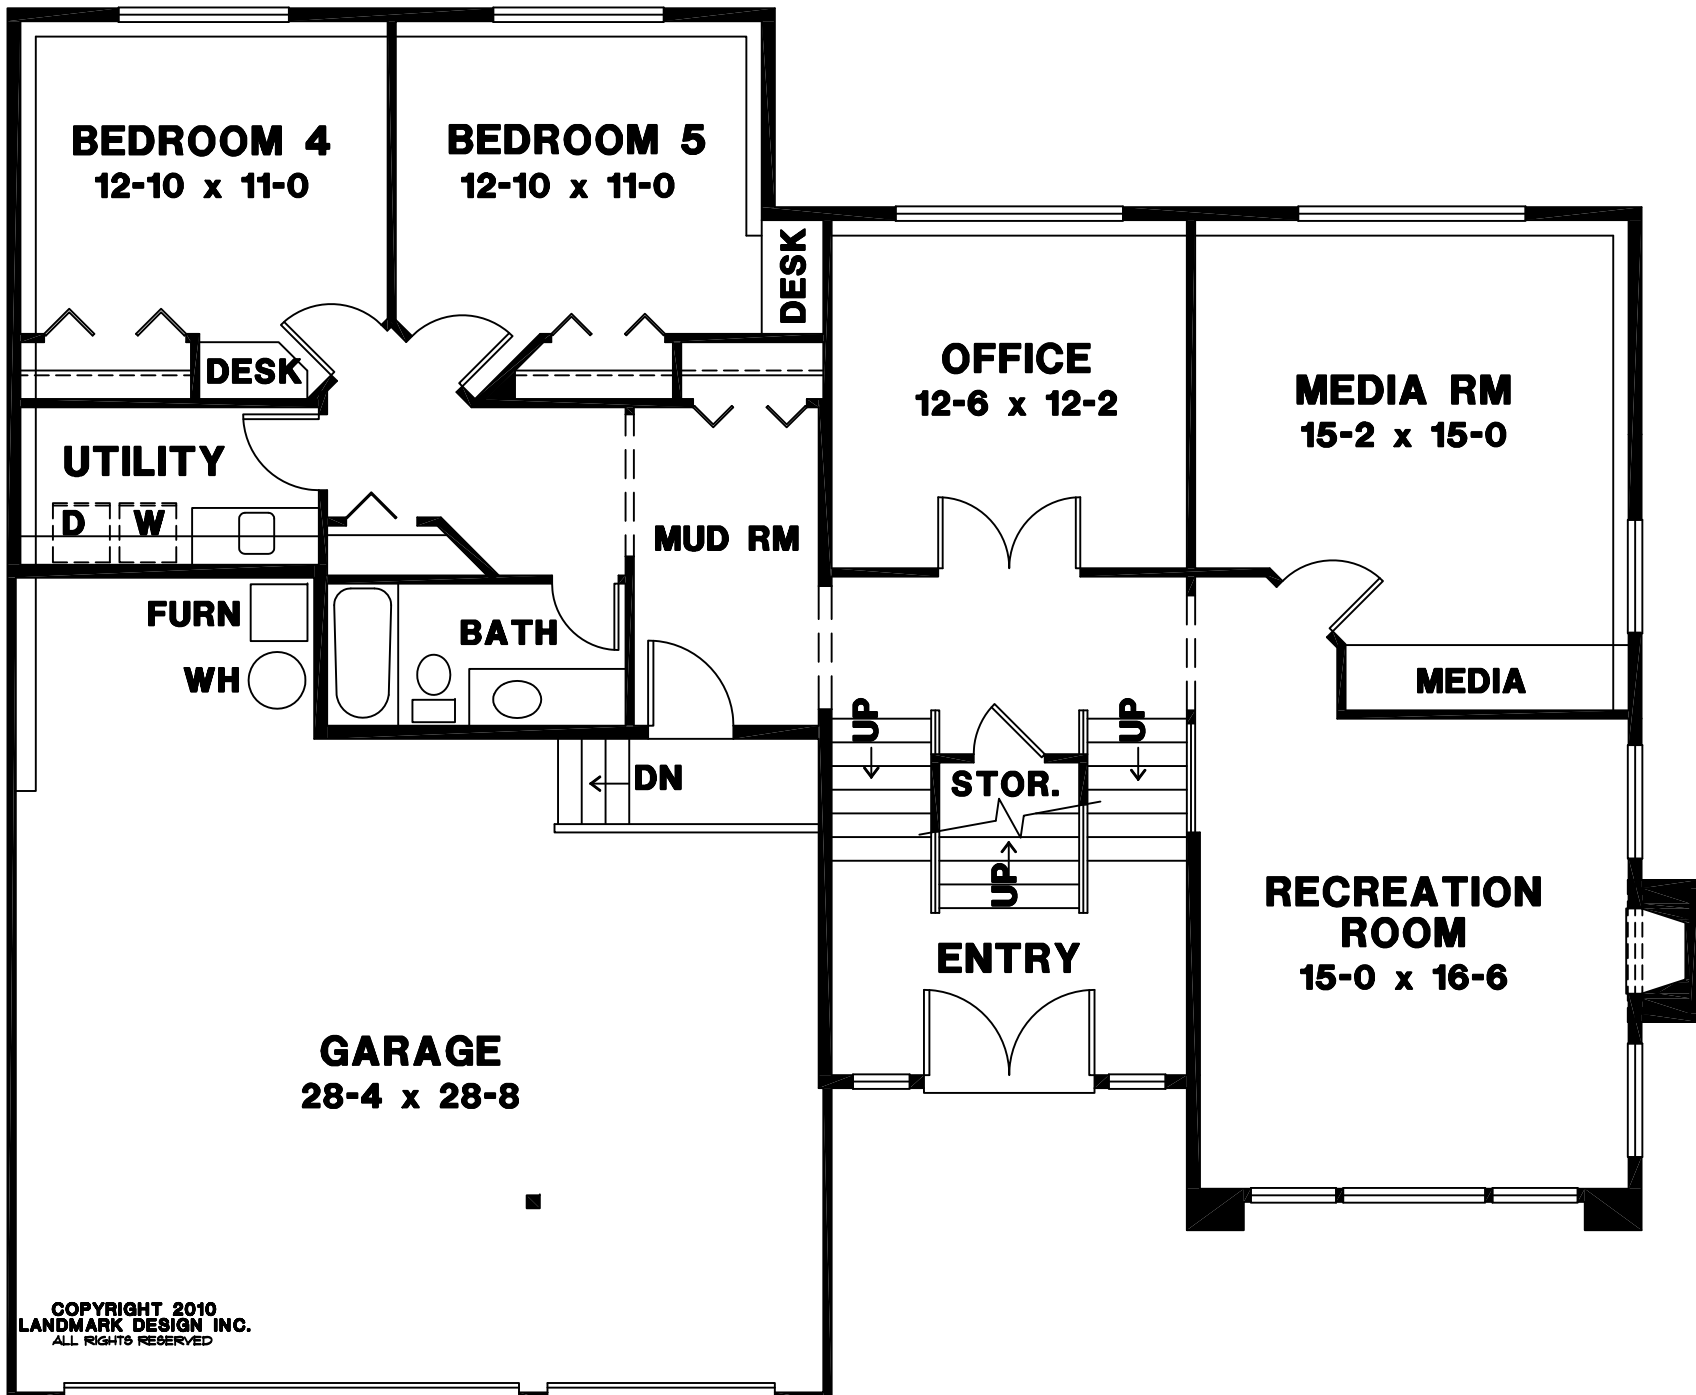 BEDROOM 4
12-10 x 11-0
BEDROOM 5
12-10 x 11-0
DESK
DESK
OFFICE
12-6 x 12-2
MEDIA RM
15-2 x 15-0
UTILITY
D
W
MUD RM
FURN
BATH
WH
MEDIA
UP
UP
DN
STOR.
UP
RECREATION
ROOM
15-0 x 16-6
ENTRY
GARAGE
28-4 x 28-8
COPYRIGHT 2010
LANDMARK DESIGN INC.
ALL RIGHTS RESERVED